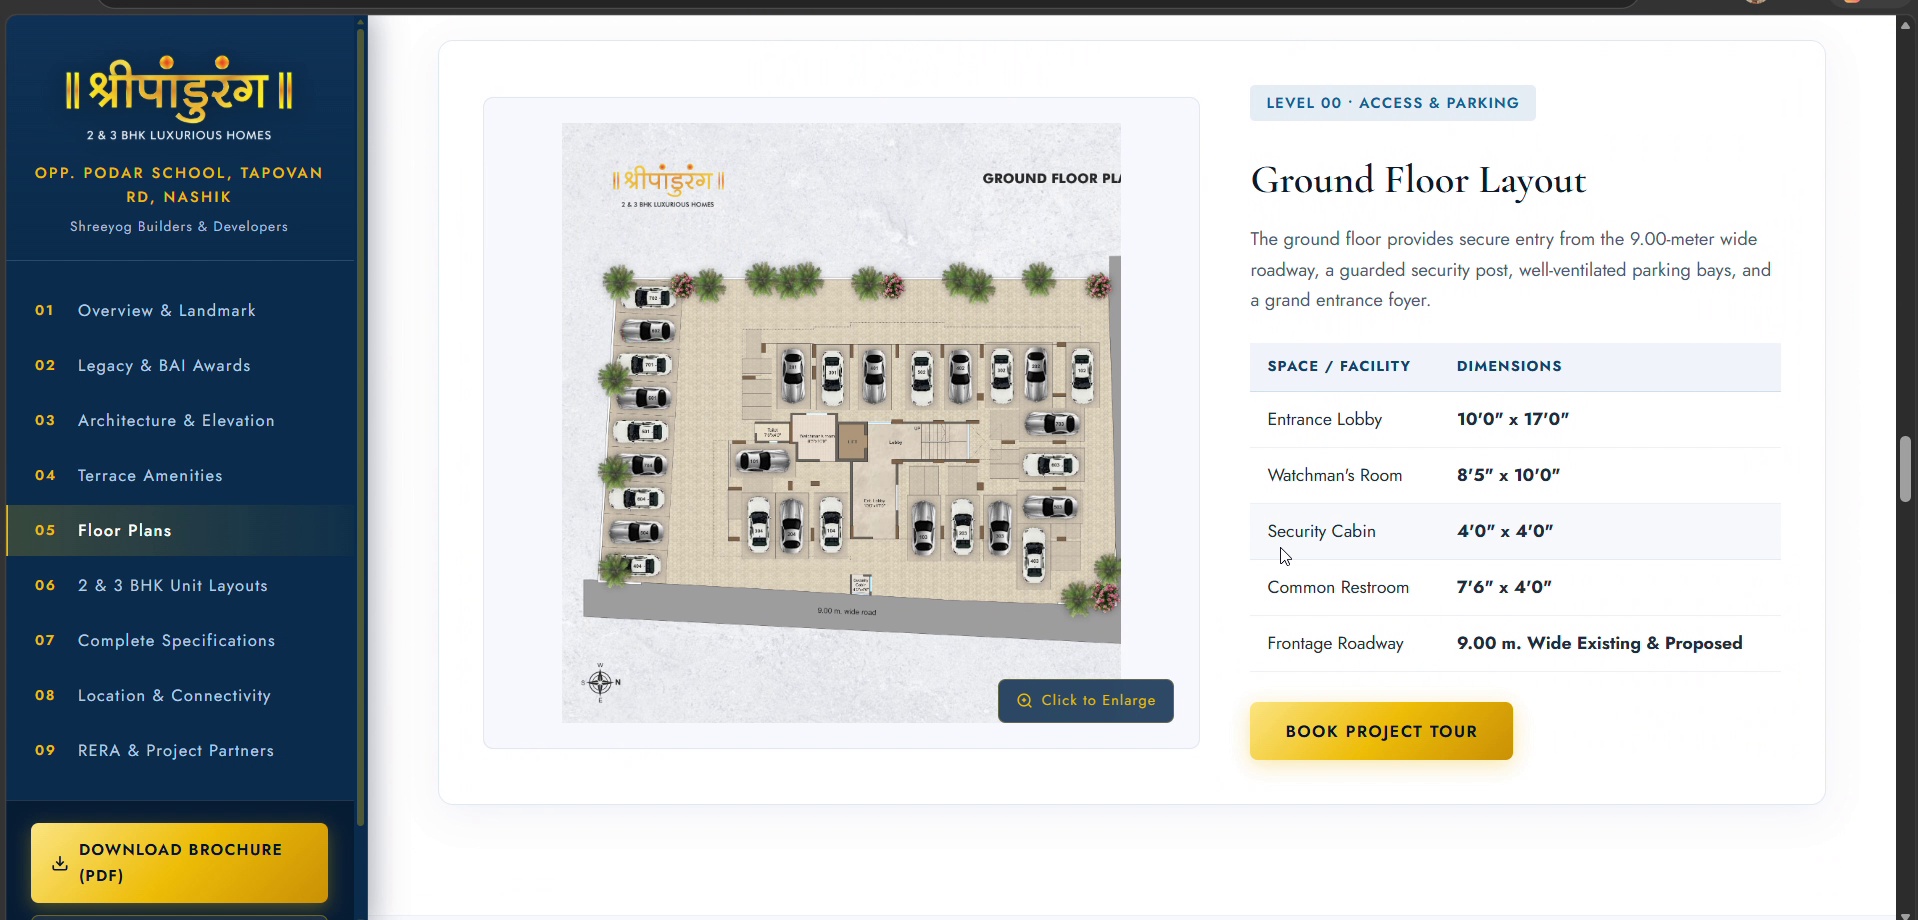 ॥ श्रीपांडुरंग ॥
2 & 3 BHK LUXURIOUS HOMES
OPP. PODAR SCHOOL, TAPOVAN
RD, NASHIK
Shreeyog Builders & Developers
01 Overview & Landmark
02 Legacy & BAI Awards
03 Architecture & Elevation
04 Terrace Amenities
05 Floor Plans
06 2 & 3 BHK Unit Layouts
07 Complete Specifications
08 Location & Connectivity
09 RERA & Project Partners
DOWNLOAD BROCHURE
(PDF)
॥ श्रीपांडुरंग ॥
2 & 3 BHK LUXURIOUS HOMES
GROUND FLOOR PLA
702
701
Lobby
UP
9.00 m. wide road
W
S N
E
Click to Enlarge
LEVEL 00 · ACCESS & PARKING
Ground Floor Layout
The ground floor provides secure entry from the 9.00-meter wide
roadway, a guarded security post, well-ventilated parking bays, and
a grand entrance foyer.
SPACE / FACILITY DIMENSIONS
Entrance Lobby 10'0" x 17'0"
Watchman's Room 8'5" x 10'0"
Security Cabin 4'0" x 4'0"
Common Restroom 7'6" x 4'0"
Frontage Roadway 9.00 m. Wide Existing & Proposed
BOOK PROJECT TOUR